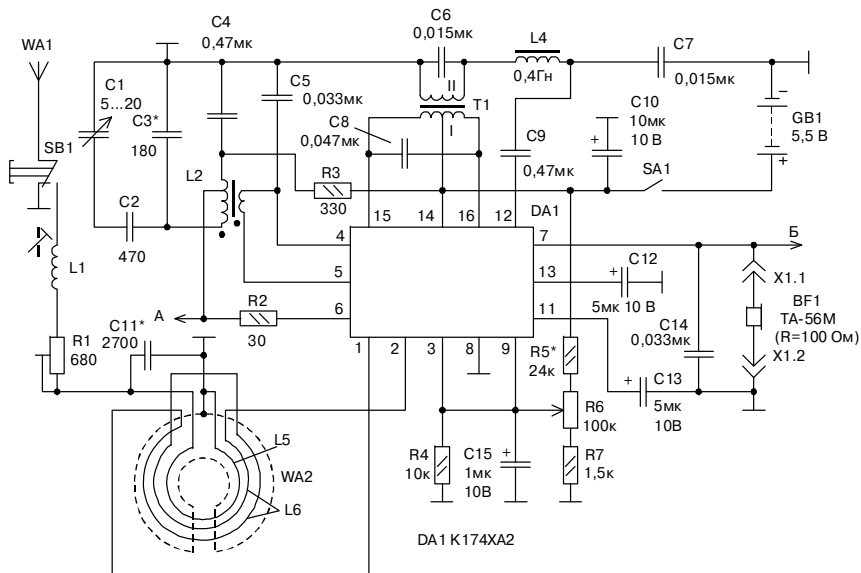 WA1
C4
0,47мк
C6
0,015мк
L4
0,4Гн
C7
0,015мк
C1
5...20
C3*
180
C5
0,033мк
II
T1
I
C8
0,047мк
C9
0,47мк
C10
10мк
10 В
+
−
GB1
5,5 В
+
SB1
L2
R3
330
SA1
C2
470
15
14
16
12
DA1
4
5
6
7
13
11
1
2
3
8
9
Б
L1
А
R2
30
+
C12
5мк 10 В
X1.1
BF1
TA-56M
(R=100 Ом)
X1.2
C14
0,033мк
R1
680
C11*
2700
R5*
24к
+
C13
5мк
10В
R6
100к
L5
WA2
L6
R4
10к
C15
1мк
10В
+
R7
1,5к
DA1 К174ХА2